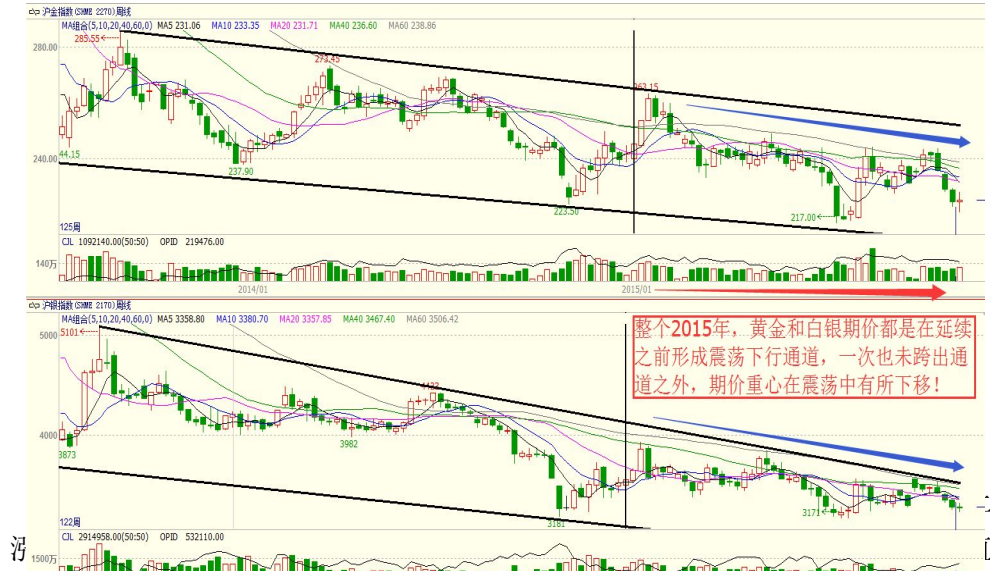 沪金指数(SHME 2270)周线
MA组合(5,10,20,40,60,0) MA5 231.06 MA10 233.35 MA20 231.71 MA40 236.60 MA60 238.86
285.55
280.00
273.45
262.15
44.15
240.00
237.90
223.50
217.00
125周
CJL 1092140.00(50:50) OPID 219476.00
140万
2014/01
2015/01
沪银指数(SHME 2170)周线
MA组合(5,10,20,40,60,0) MA5 3358.80 MA10 3380.70 MA20 3357.85 MA40 3467.40 MA60 3506.42
5101
5000
整个2015年，黄金和白银期价都是在延续
之前形成震荡下行通道，一次也未跨出通
道之外，期价重心在震荡中有所下移！
4000
3982
3873
3171
3161
122周
CJL 2914958.00(50:50) OPID 532110.00
1500万